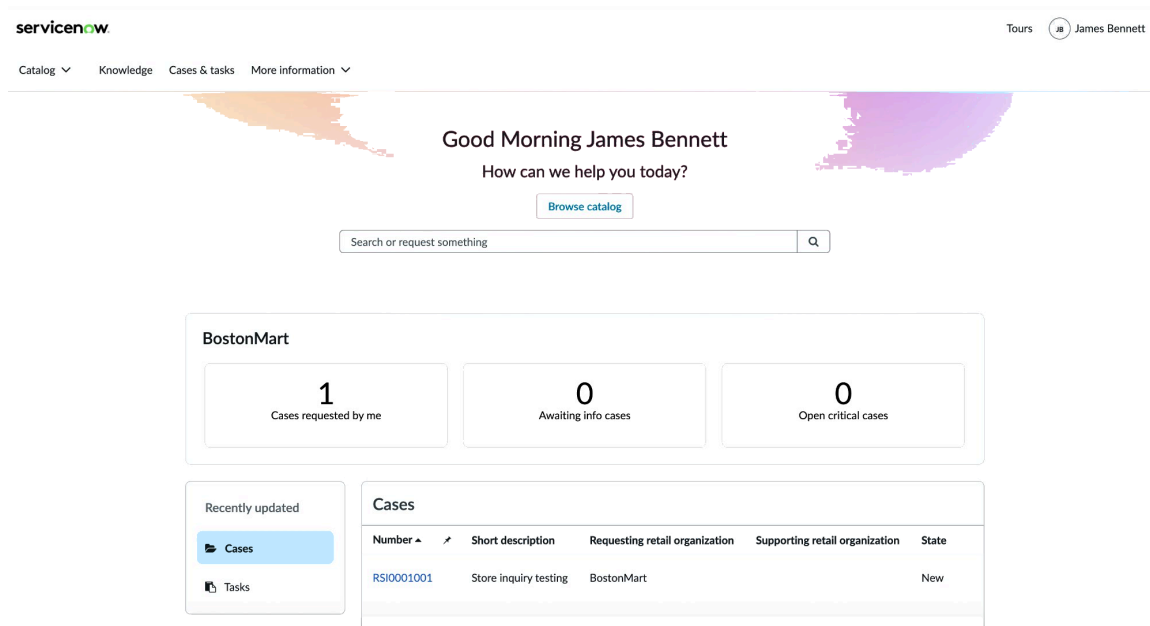 servicenow.
Tours JB James Bennett
Catalog Knowledge Cases & tasks More information
Good Morning James Bennett
How can we help you today?
Browse catalog
Search or request something
BostonMart
1 0 0
Cases requested by me Awaiting info cases Open critical cases
Recently updated
Cases
Tasks
Cases
Number Short description Requesting retail organization Supporting retail organization State
RSI0001001 Store inquiry testing BostonMart New